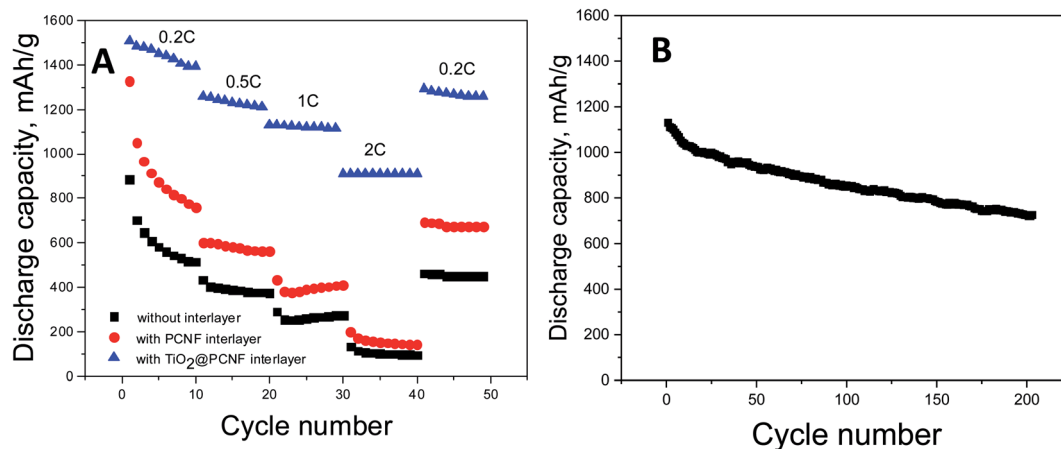 A
0.2C
0.5C
1C
2C
0.2C
1600
1400
1200
1000
800
600
400
200
0
Discharge capacity, mAh/g
without interlayer
with PCNF interlayer
with TiO2@PCNF interlayer
0
10
20
30
40
50
Cycle number
B
1600
1400
1200
1000
800
600
400
200
0
Discharge capacity, mAh/g
0
50
100
150
200
Cycle number